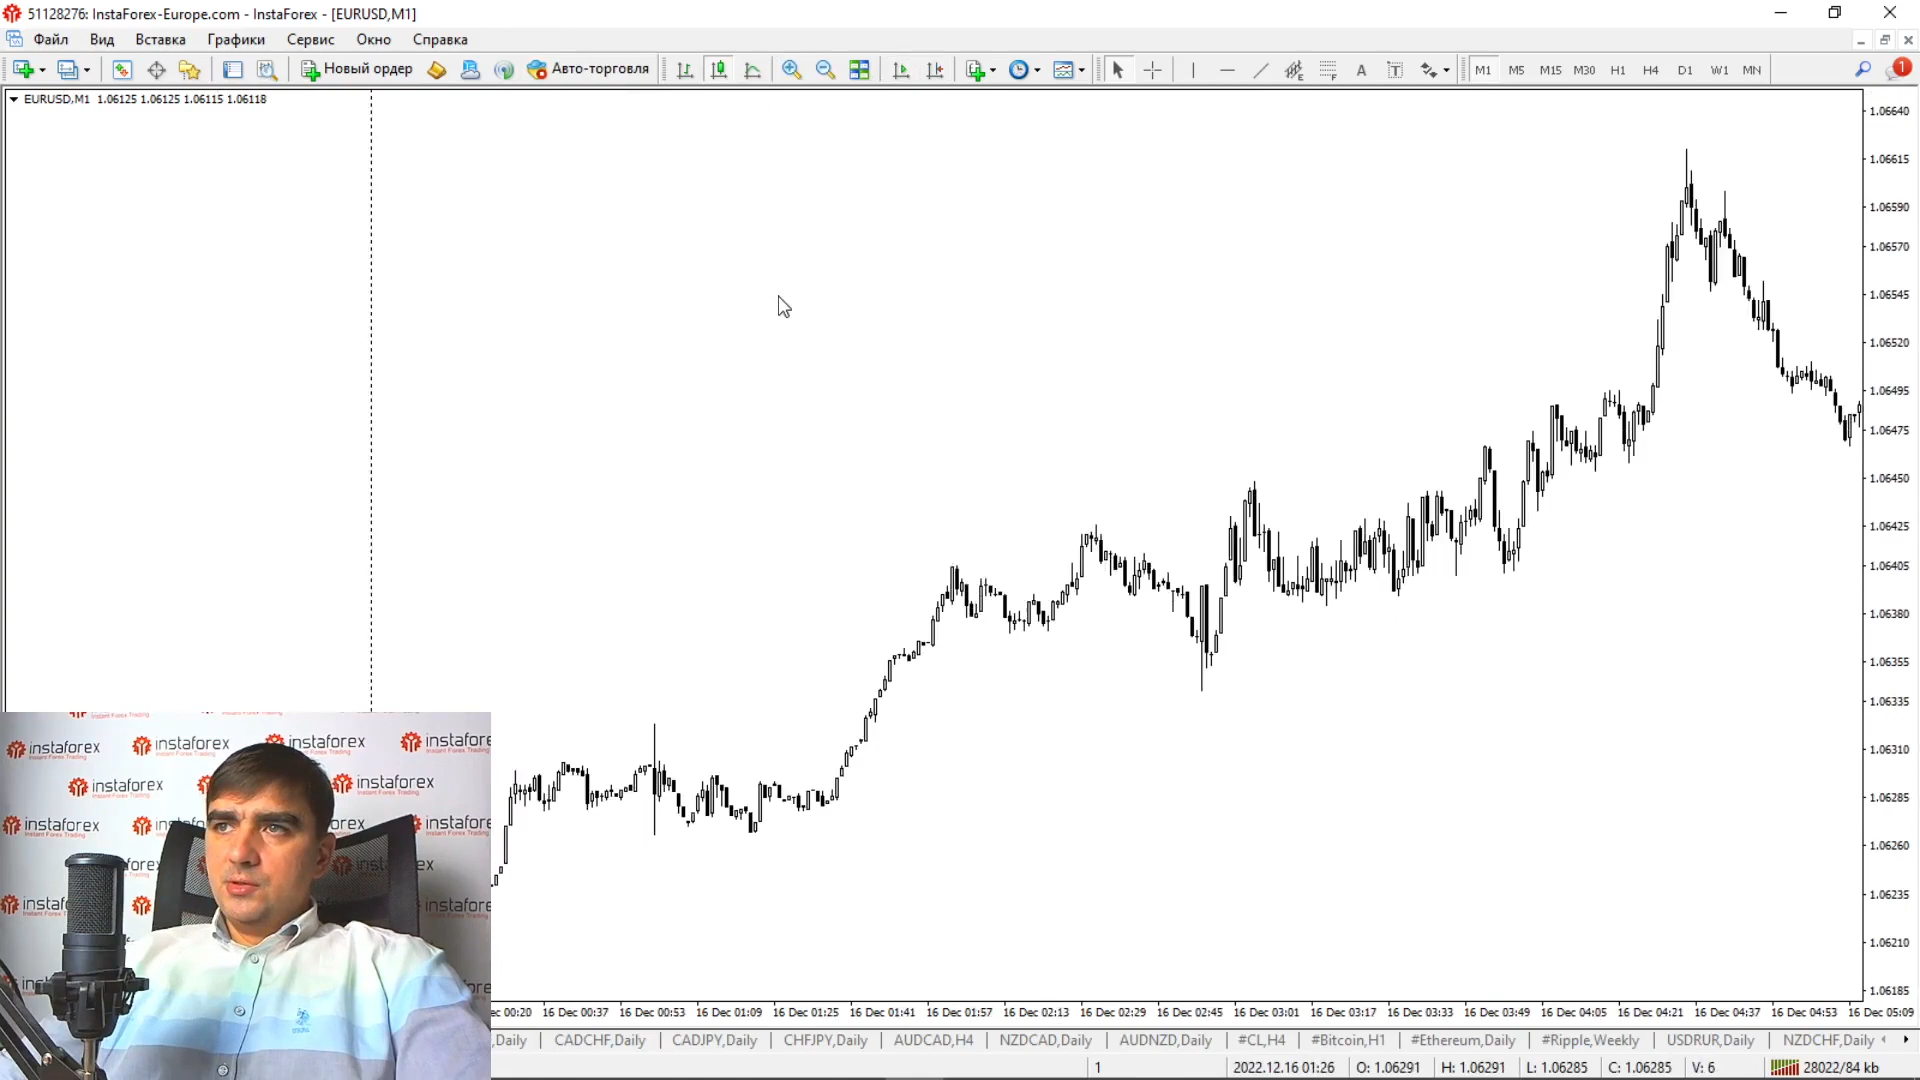 51128276: InstaForex-Europe.com - InstaForex - [EURUSD,M1]
Файл Вид Вставка Графики Сервис Окно Справка
Новый ордер Авто-торговля A T M1 M5 M15 M30 H1 H4 D1 W1 MN 1
EURUSD,M1 1.06125 1.06125 1.06115 1.06118
1.06640
1.06615
1.06590
1.06570
1.06545
1.06520
1.06495
1.06475
1.06450
1.06425
1.06405
1.06380
1.06355
1.06335
1.06310
1.06285
1.06260
1.06235
1.06210
1.06185
instaforex
Instant Forex Trading
ec 00:20 16 Dec 00:37 16 Dec 00:53 16 Dec 01:09 16 Dec 01:25 16 Dec 01:41 16 Dec 01:57 16 Dec 02:13 16 Dec 02:29 16 Dec 02:45 16 Dec 03:01 16 Dec 03:17 16 Dec 03:33 16 Dec 03:49 16 Dec 04:05 16 Dec 04:21 16 Dec 04:37 16 Dec 04:53 16 Dec 05:09
,Daily CADCHF,Daily CADJPY,Daily CHFJPY,Daily AUDCAD,H4 NZDCAD,Daily AUDNZD,Daily #CL,H4 #Bitcoin,H1 #Ethereum,Daily #Ripple,Weekly USDRUR,Daily NZDCHF,Daily
1 2022.12.16 01:26 O: 1.06291 H: 1.06291 L: 1.06285 C: 1.06285 V: 6 28022/84 kb